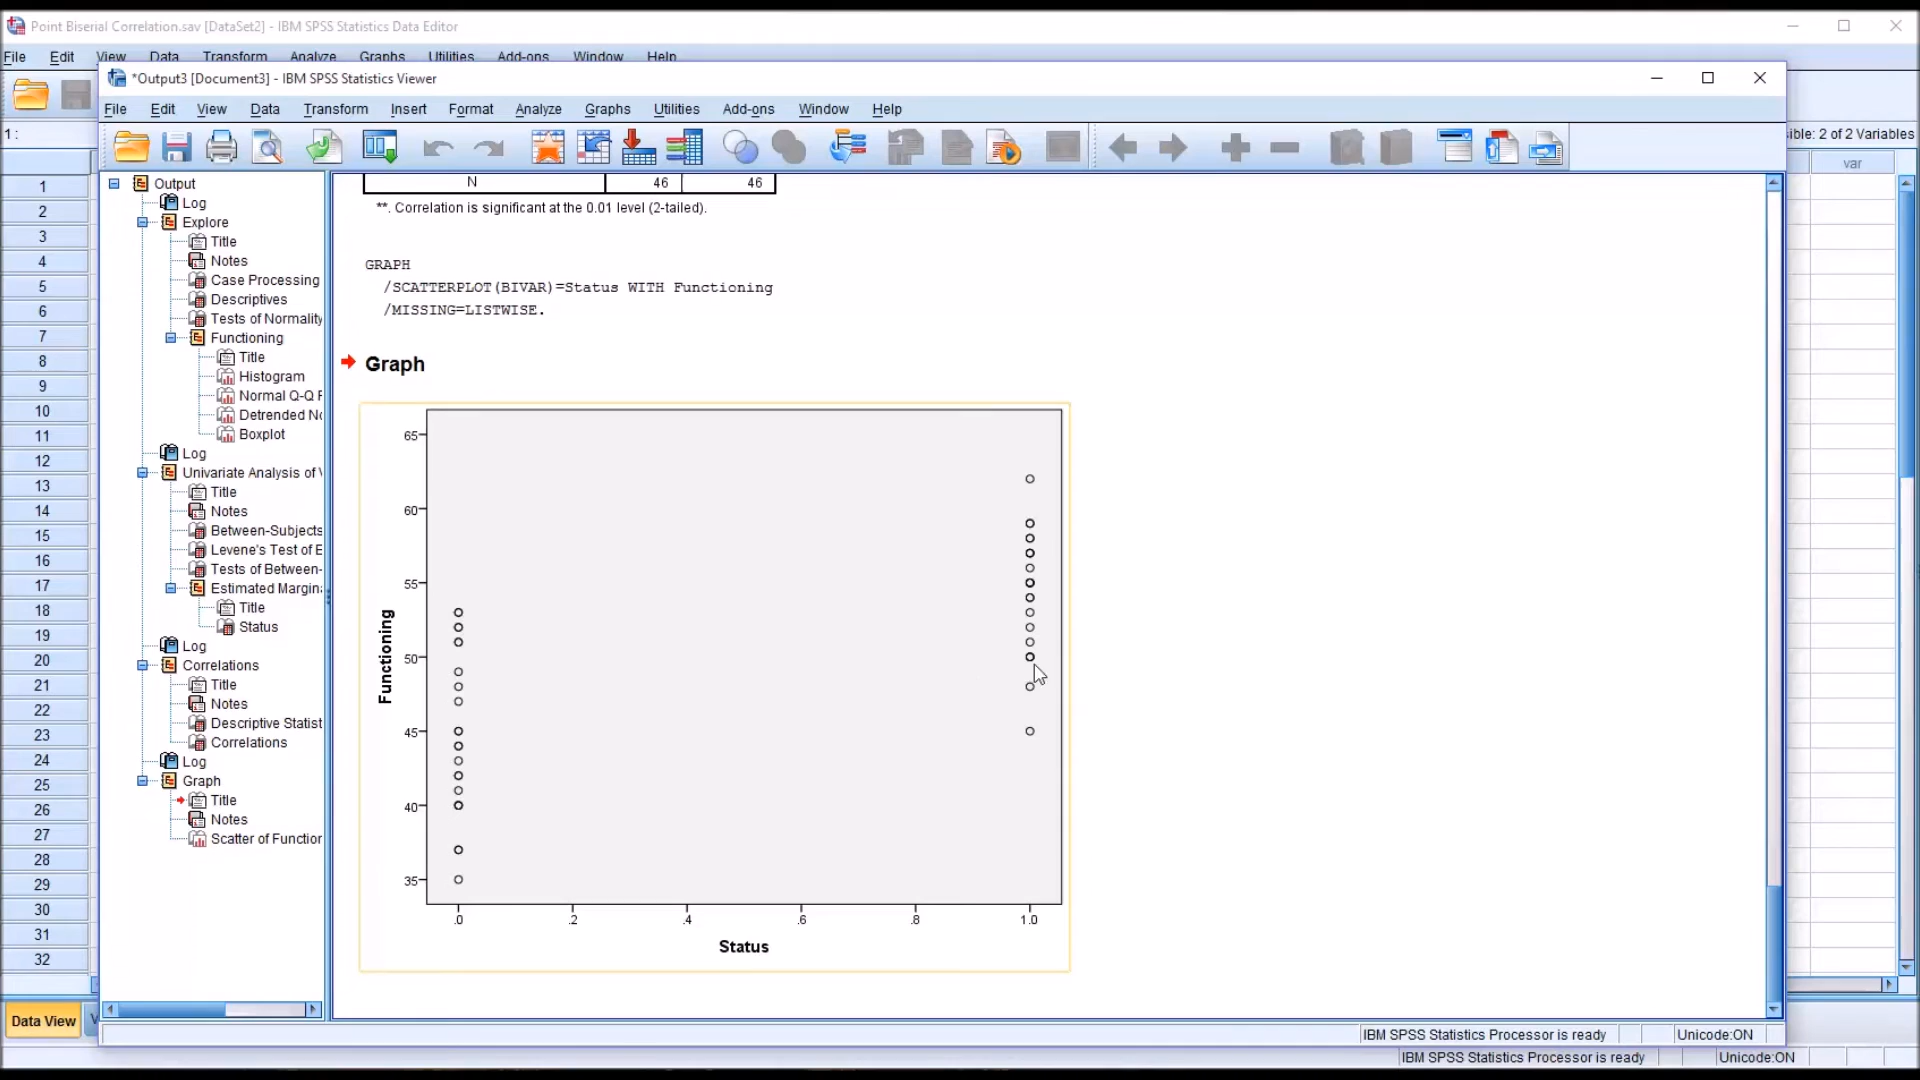 Point Biserial Correlation.sav [DataSet2] - IBM SPSS Statistics Data Editor
File Edit View Data Transform Analyze Graphs Utilities Add-ons Window Help
*Output3 [Document3] - IBM SPSS Statistics Viewer
File Edit View Data Transform Insert Format Analyze Graphs Utilities Add-ons Window Help
1 :
ible: 2 of 2 Variables
var
1
2
3
4
5
6
7
8
9
10
11
12
13
14
15
16
17
18
19
20
21
22
23
24
25
26
27
28
29
30
31
32
Output
Log
Explore
Title
Notes
Case Processing
Descriptives
Tests of Normality
Functioning
Title
Histogram
Normal Q-Q P
Detrended No
Boxplot
Log
Univariate Analysis of V
Title
Notes
Between-Subjects
Levene's Test of E
Tests of Between-
Estimated Margin
Title
Status
Log
Correlations
Title
Notes
Descriptive Statist
Correlations
Log
Graph
Title
Notes
Scatter of Function
N 46 46
**. Correlation is significant at the 0.01 level (2-tailed).
GRAPH
/SCATTERPLOT(BIVAR)=Status WITH Functioning
/MISSING=LISTWISE.
Graph
65
60
55
50
45
40
35
Functioning
.0 .2 .4 .6 .8 1.0
Status
Data View
V
IBM SPSS Statistics Processor is ready Unicode:ON
IBM SPSS Statistics Processor is ready Unicode:ON